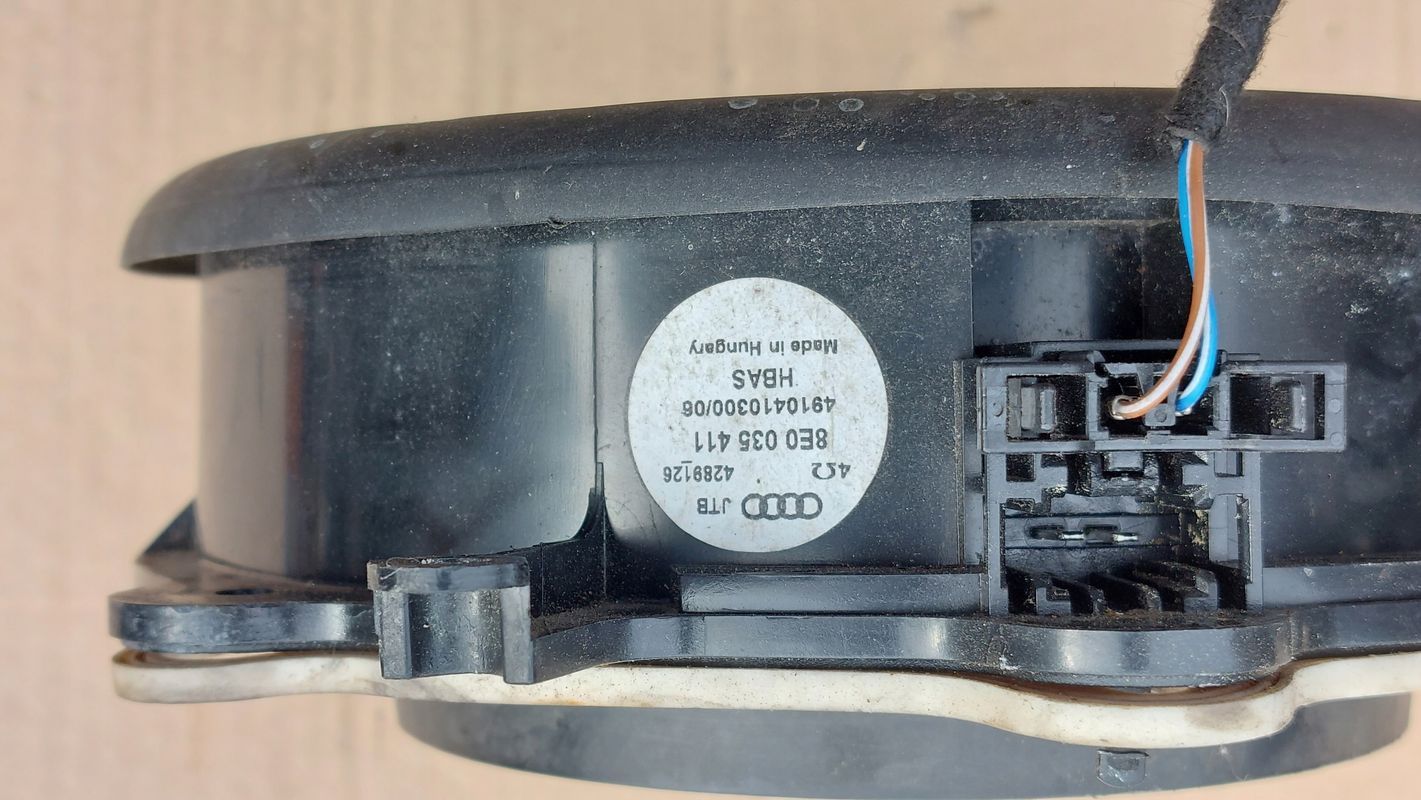 JTB
4Ω 4289126
8E0 035 411
4910410300/06
HBAS
Made in Hungary